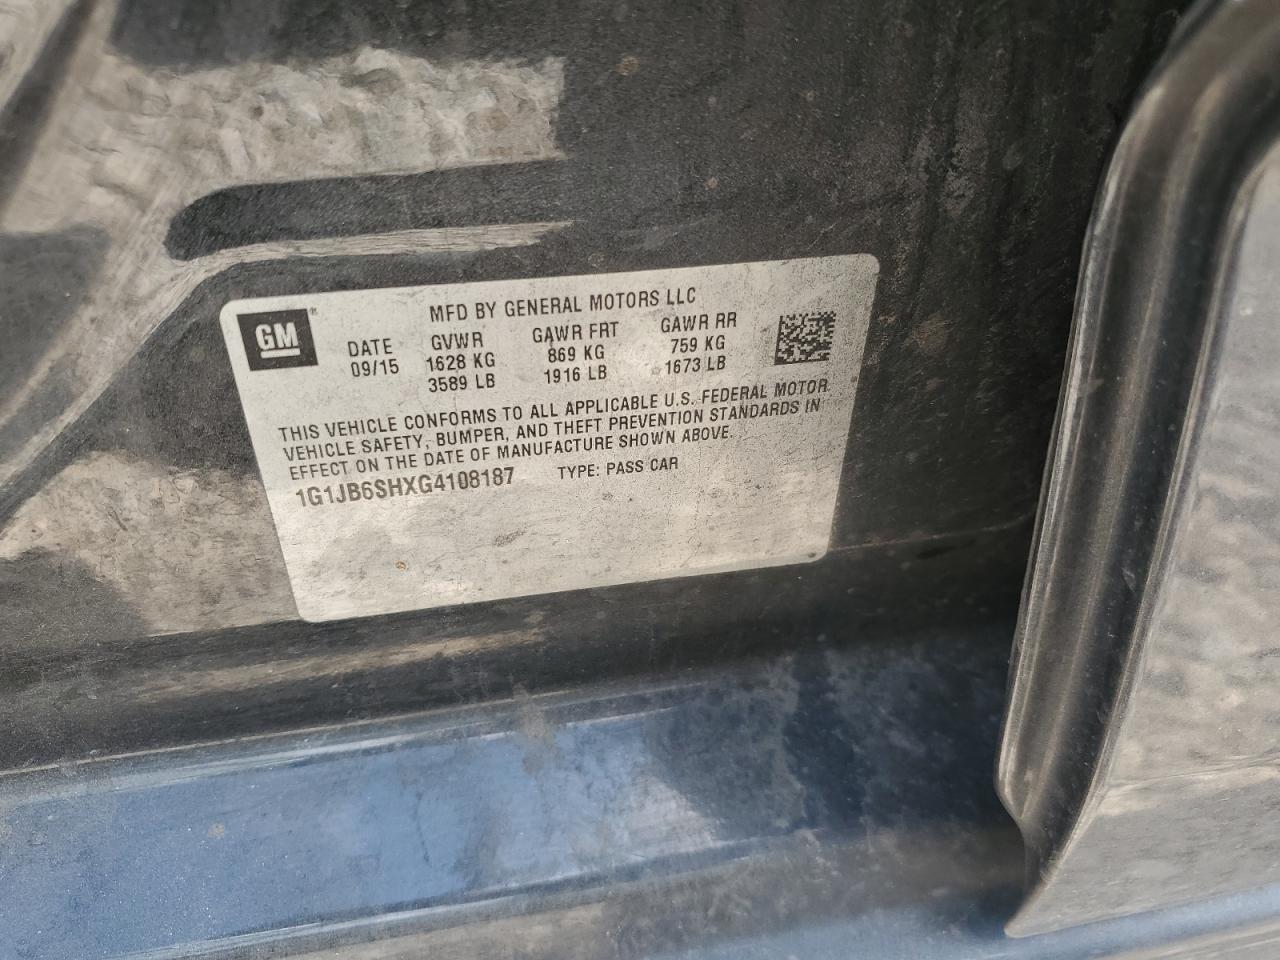 GM
MFD BY GENERAL MOTORS LLC
DATE GVWR GAWR FRT GAWR RR
09/15 1628 KG 869 KG 759 KG
3589 LB 1916 LB 1673 LB
THIS VEHICLE CONFORMS TO ALL APPLICABLE U.S. FEDERAL MOTOR
VEHICLE SAFETY, BUMPER, AND THEFT PREVENTION STANDARDS IN
EFFECT ON THE DATE OF MANUFACTURE SHOWN ABOVE.
1G1JB6SHXG4108187 TYPE: PASS CAR